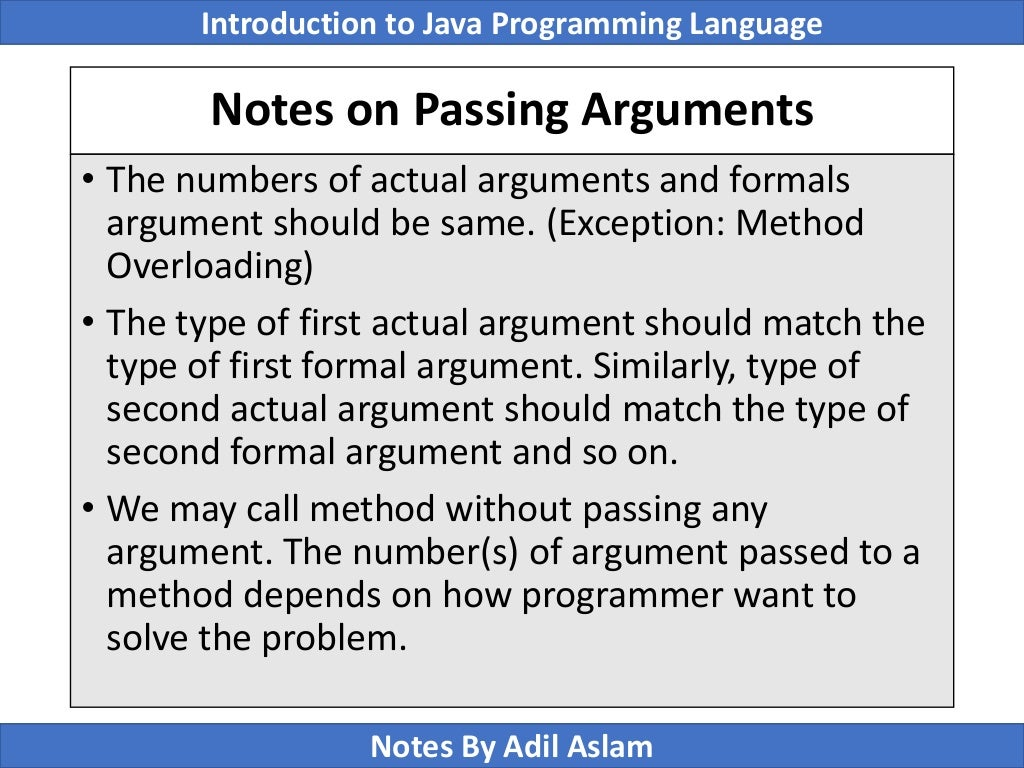 Introduction to Java Programming Language
Notes on Passing Arguments
• The numbers of actual arguments and formals
argument should be same. (Exception: Method
Overloading)
• The type of first actual argument should match the
type of first formal argument. Similarly, type of
second actual argument should match the type of
second formal argument and so on.
• We may call method without passing any
argument. The number(s) of argument passed to a
method depends on how programmer want to
solve the problem.
Notes By Adil Aslam